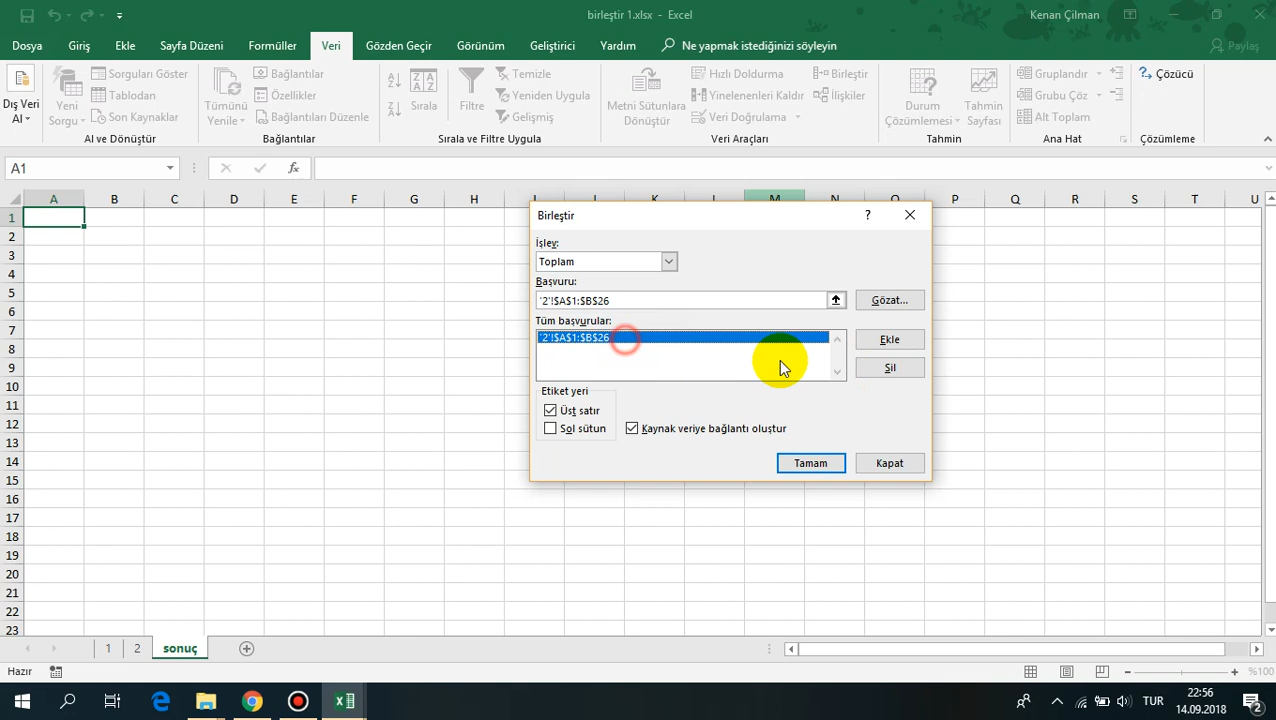 birleştir 1.xlsx - Excel
Kenan Çilman
Dosya Giriş Ekle Sayfa Düzeni Formüller Veri Gözden Geçir Görünüm Geliştirici Yardım Ne yapmak istediğinizi söyleyin Paylaş
Dış Veri Al
Yeni Sorgu
Sorguları Göster
Tablodan
Son Kaynaklar
Al ve Dönüştür
Tümünü Yenile
Bağlantılar
Özellikler
Bağlantıları Düzenle
Bağlantılar
Sırala
Filtre
Temizle
Yeniden Uygula
Gelişmiş
Sırala ve Filtre Uygula
Metni Sütunlara Dönüştür
Hızlı Doldurma
Yinelenenleri Kaldır
Veri Doğrulama
Birleştir
İlişkiler
Veri Araçları
Durum Çözümlemesi
Tahmin Sayfası
Tahmin
Gruplandır
Grubu Çöz
Alt Toplam
Ana Hat
Çözücü
Çözümleme
A1
fx
A B C D E F G H I L K L M N O P Q R S T U
1
2
3
4
5
6
7
8
9
10
11
12
13
14
15
16
17
18
19
20
21
22
23
Birleştir ?
İşlev:
Toplam
Başvuru:
'2'!$A$1:$B$26
Gözat...
Tüm başvurular:
'2'!$A$1:$B$26
Ekle
Sil
Etiket yeri
Üst satır
Sol sütun
Kaynak veriye bağlantı oluştur
Tamam
Kapat
1 2 sonuç
Hazır
%100
TUR
22:56
14.09.2018
2